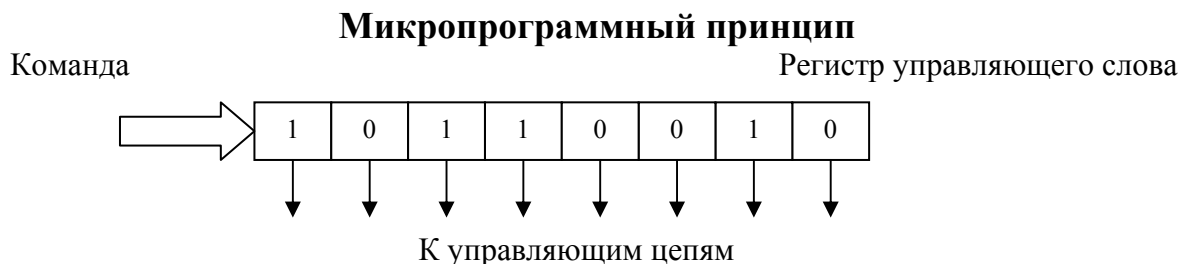 Микропрограммный принцип
Команда Регистр управляющего слова
1 0 1 1 0 0 1 0
К управляющим цепям